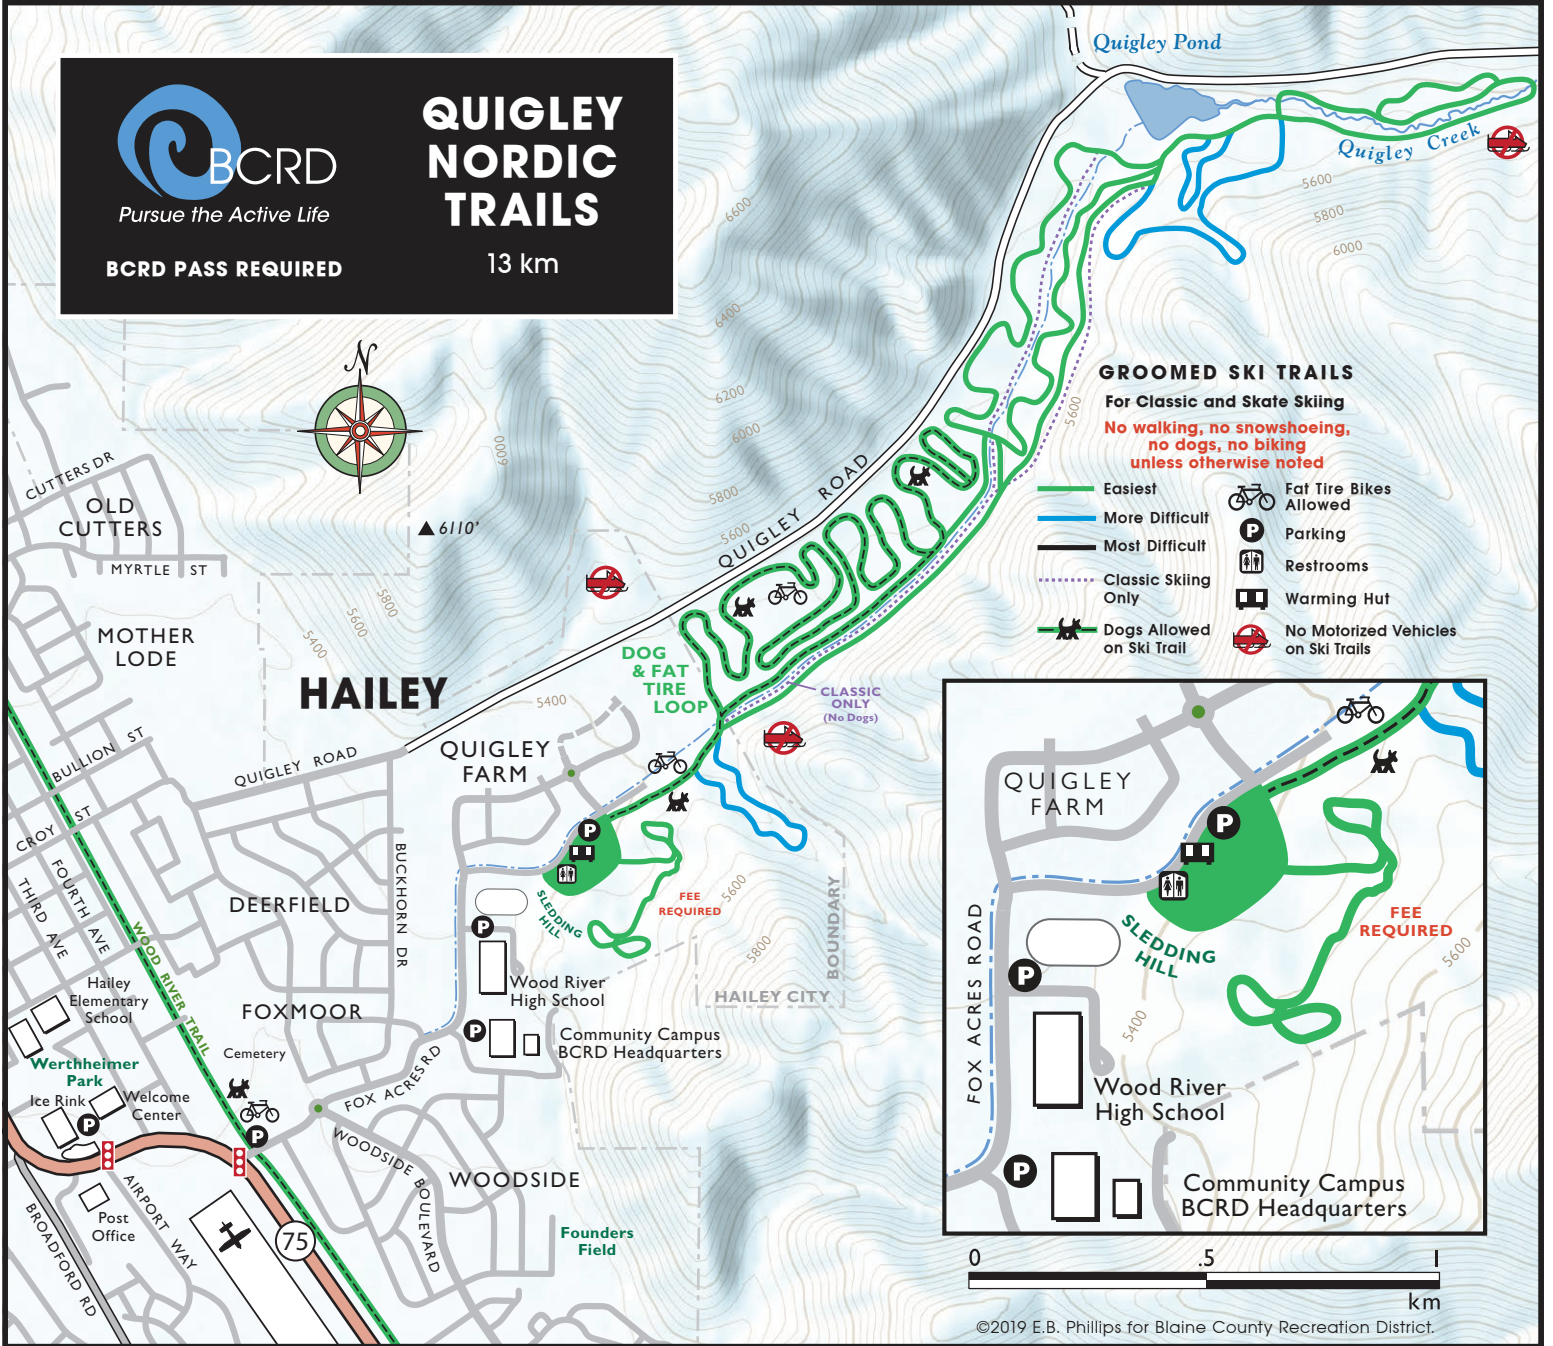 BCRD
Pursue the Active Life
BCRD PASS REQUIRED
QUIGLEY
NORDIC
TRAILS
13 km
Quigley Pond
Quigley Creek
5600
5800
6000
6600
6400
6200
6000
5800
5600
6000
N
6110'
QUIGLEY ROAD
CUTTERS DR
OLD
CUTTERS
MYRTLE ST
MOTHER
LODE
5800
5600
5400
HAILEY
5400
5600
GROOMED SKI TRAILS
For Classic and Skate Skiing
No walking, no snowshoeing,
no dogs, no biking
unless otherwise noted
Easiest
More Difficult
Most Difficult
Classic Skiing
Only
Dogs Allowed
on Ski Trail
Fat Tire Bikes
Allowed
P
Parking
Restrooms
Warming Hut
No Motorized Vehicles
on Ski Trails
DOG
& FAT
TIRE
LOOP
CLASSIC
ONLY
(No Dogs)
BULLION ST
QUIGLEY ROAD
QUIGLEY
FARM
CROY ST
FOURTH AVE
THIRD AVE
WOOD RIVER TRAIL
DEERFIELD
BUCKHORN DR
P
SLEDDING
HILL
FEE
REQUIRED
5600
5800
BOUNDARY
HAILEY CITY
P
Wood River
High School
P
Community Campus
BCRD Headquarters
FOXMOOR
Hailey
Elementary
School
Werthheimer
Park
Ice Rink
P
Welcome
Center
Cemetery
P
FOX ACRES RD
WOODSIDE BOULEVARD
WOODSIDE
Founders
Field
Post
Office
AIRPORT WAY
BROADFORD RD
75
QUIGLEY
FARM
P
SLEDDING
HILL
FEE
REQUIRED
5600
5400
FOX ACRES ROAD
P
Wood River
High School
P
Community Campus
BCRD Headquarters
0 .5 1
km
©2019 E.B. Phillips for Blaine County Recreation District.